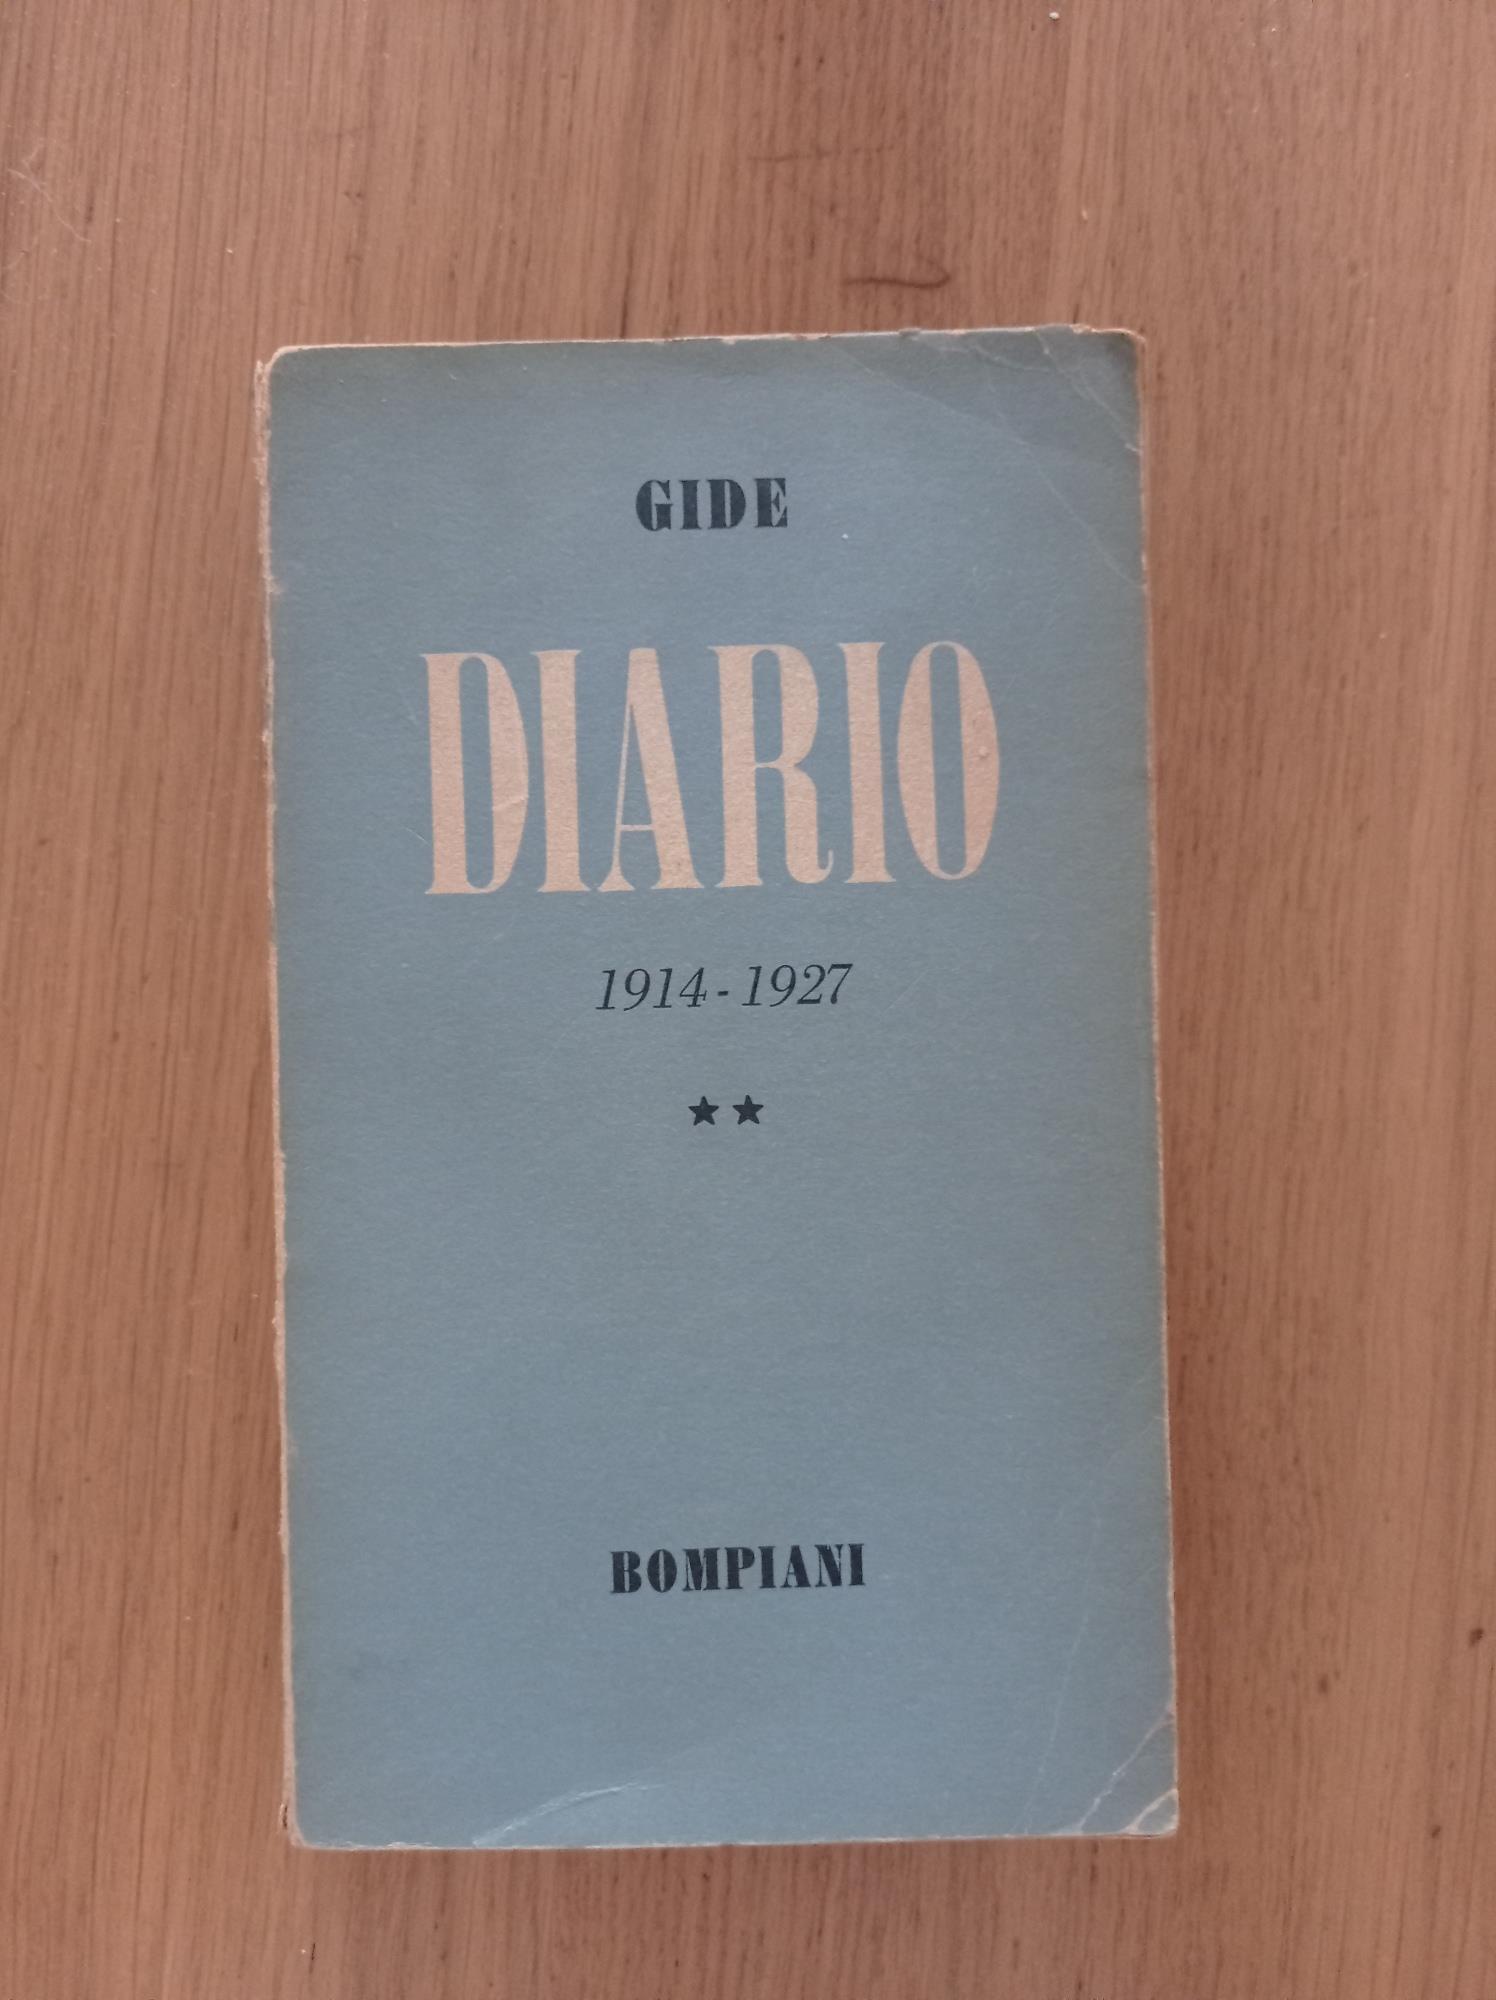 GIDE
DIARIO
1914-1927
★ ★
BOMPIANI